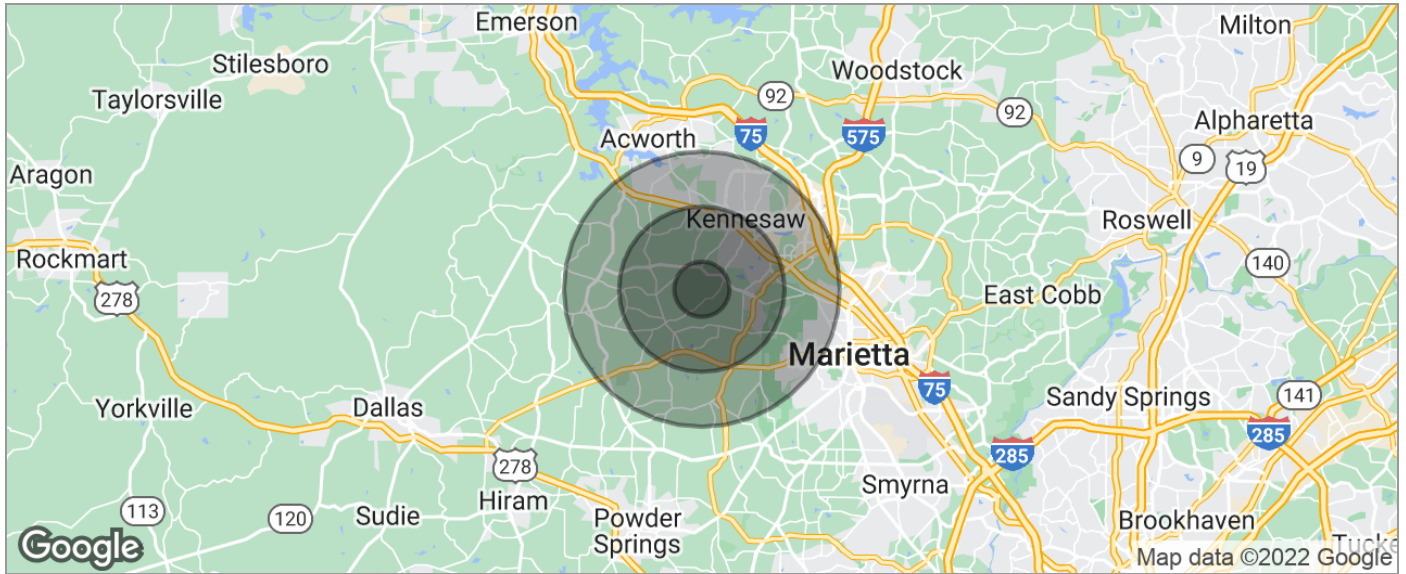 Emerson
Milton
Stilesboro
Woodstock
Taylorsville
92
92
Alpharetta
75
575
Acworth
9
19
Aragon
Kennesaw
Roswell
Rockmart
140
278
East Cobb
Marietta
75
Sandy Springs
141
Yorkville
Dallas
285
285
278
Hiram
Smyrna
113
120
Sudie
Powder
Springs
Brookhaven
Google
Tucke
Map data ©2022 Google